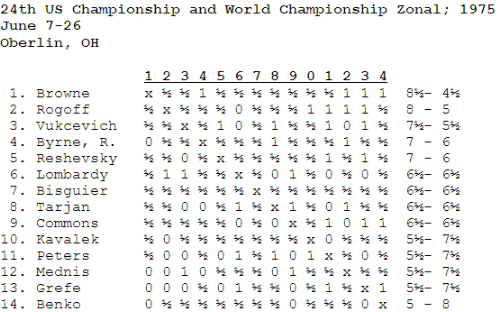 24th US Championship and World Championship Zonal; 1975
June 7-26
Oberlin, OH
1 2 3 4 5 6 7 8 9 0 1 2 3 4
1. Browne x ½ ½ 1 ½ ½ ½ ½ ½ ½ ½ 1 1 1 8½- 4½
2. Rogoff ½ x ½ ½ ½ 0 ½ ½ ½ 1 1 1 1 ½ 8 - 5
3. Vukcevich ½ ½ x ½ 1 0 ½ 1 ½ ½ 1 0 1 ½ 7½- 5½
4. Byrne, R. 0 ½ ½ x ½ ½ ½ 1 ½ ½ ½ 1 ½ ½ 7 - 6
5. Reshevsky ½ ½ 0 ½ x ½ ½ ½ ½ ½ 1 ½ 1 ½ 7 - 6
6. Lombardy ½ 1 1 ½ ½ x ½ 0 1 ½ 0 ½ 0 ½ 6½- 6½
7. Bisguier ½ ½ ½ ½ ½ ½ x ½ ½ ½ ½ ½ ½ ½ 6½- 6½
8. Tarjan ½ ½ 0 0 ½ 1 ½ x 1 ½ 0 1 ½ ½ 6½- 6½
9. Commons ½ ½ ½ ½ ½ 0 ½ 0 x ½ 1 0 1 1 6½- 6½
10. Kavalek ½ 0 ½ ½ ½ ½ ½ ½ ½ x 0 ½ ½ ½ 5½- 7½
11. Peters ½ 0 0 ½ 0 1 ½ 1 0 1 x ½ 0 ½ 5½- 7½
12. Mednis 0 0 1 0 ½ ½ ½ 0 1 ½ ½ x ½ ½ 5½- 7½
13. Grefe 0 0 0 ½ 0 1 ½ ½ 0 ½ 1 ½ x 1 5½- 7½
14. Benko 0 ½ ½ ½ ½ ½ ½ ½ 0 ½ ½ ½ 0 x 5 - 8